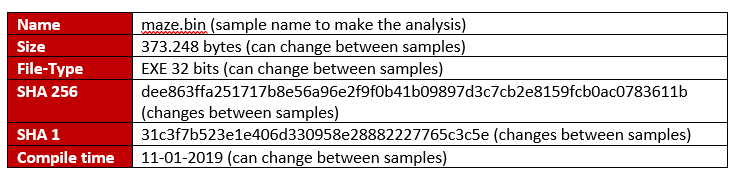 Name maze.bin (sample name to make the analysis)
Size 373.248 bytes (can change between samples)
File-Type EXE 32 bits (can change between samples)
SHA 256 dee863ffa251717b8e56a96e2f9f0b41b09897d3c7cb2e8159fcb0ac0783611b
(changes between samples)
SHA 1 31c3f7b523e1e406d330958e28882227765c3c5e (changes between samples)
Compile time 11-01-2019 (can change between samples)